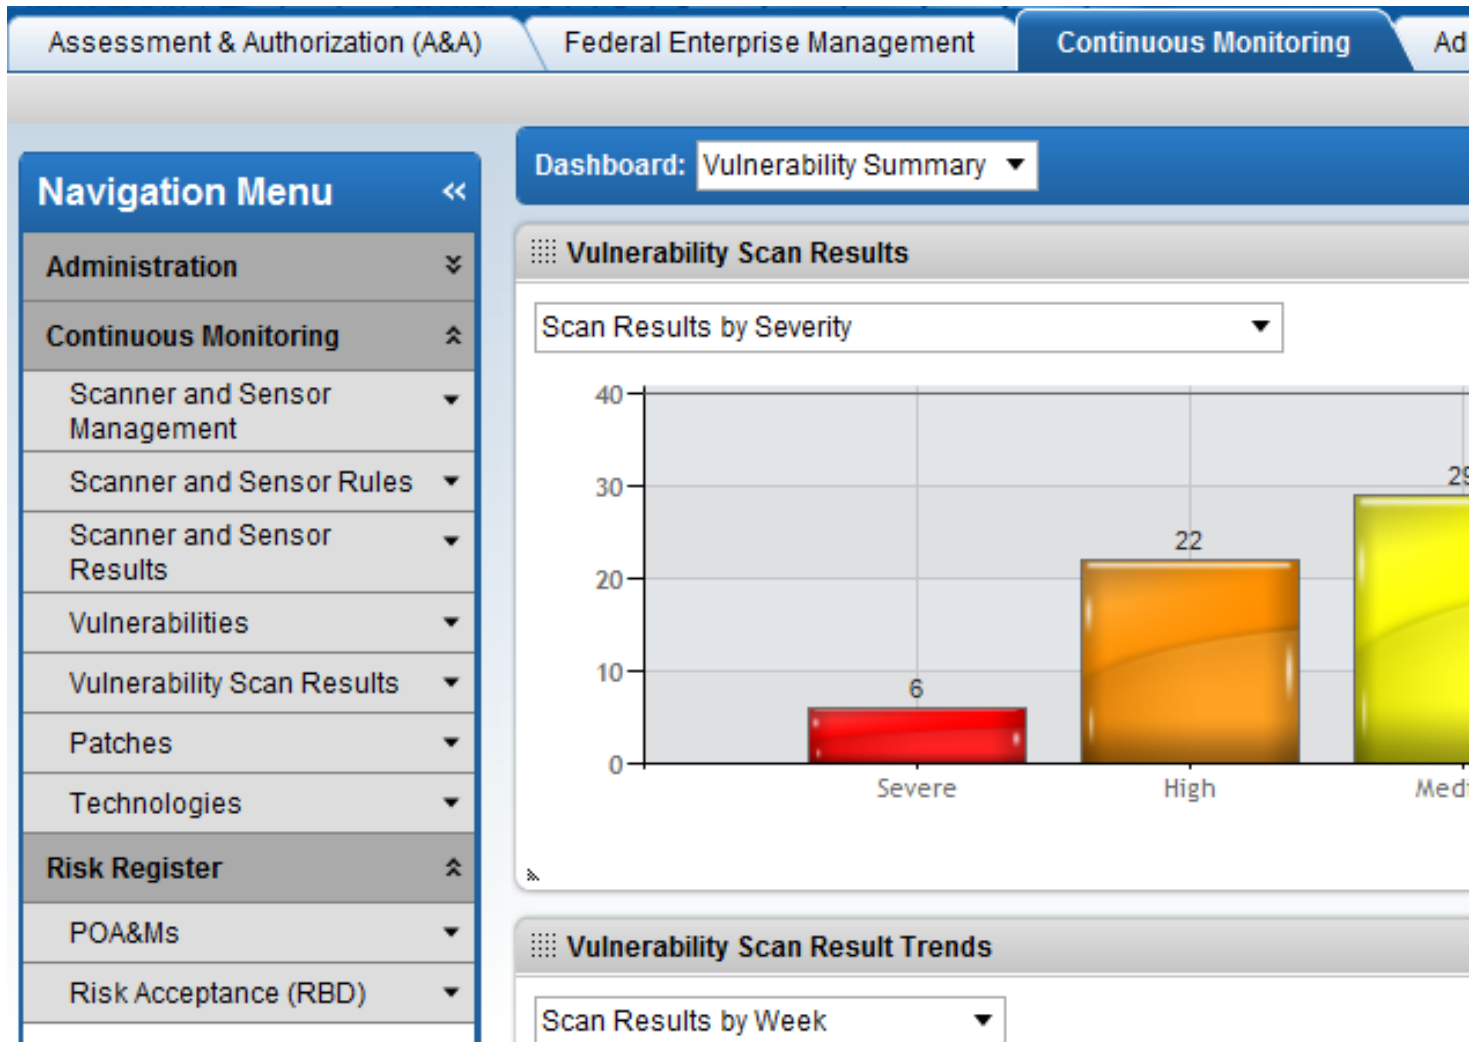 Assessment & Authorization (A&A)
Federal Enterprise Management
Continuous Monitoring
Ad
Navigation Menu
Administration
Continuous Monitoring
Scanner and Sensor
Management
Scanner and Sensor Rules
Scanner and Sensor
Results
Vulnerabilities
Vulnerability Scan Results
Patches
Technologies
Risk Register
POA&Ms
Risk Acceptance (RBD)
Dashboard: Vulnerability Summary
Vulnerability Scan Results
Scan Results by Severity
40
30
20
10
0
6
22
29
Severe
High
Medi
Vulnerability Scan Result Trends
Scan Results by Week